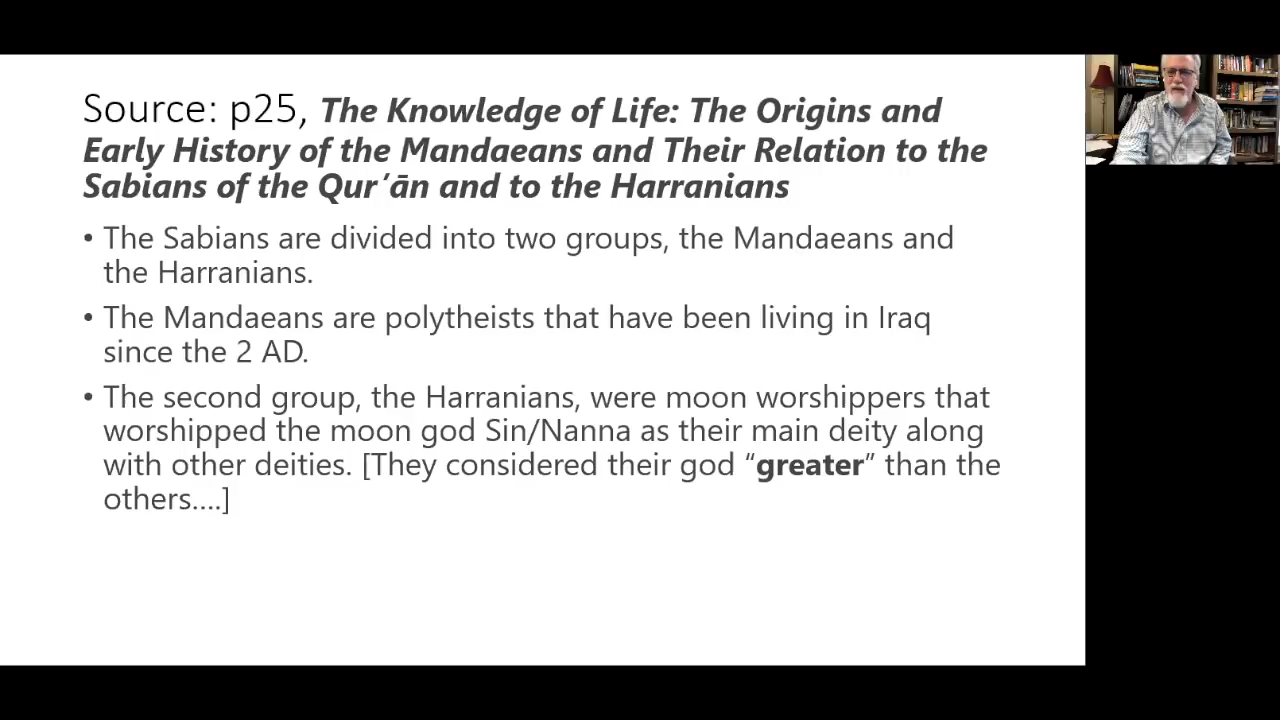 Source: p25, The Knowledge of Life: The Origins and
Early History of the Mandaeans and Their Relation to the
Sabians of the Qurʼān and to the Harranians
• The Sabians are divided into two groups, the Mandaeans and
the Harranians.
• The Mandaeans are polytheists that have been living in Iraq
since the 2 AD.
• The second group, the Harranians, were moon worshippers that
worshipped the moon god Sin/Nanna as their main deity along
with other deities. [They considered their god “greater” than the
others....]